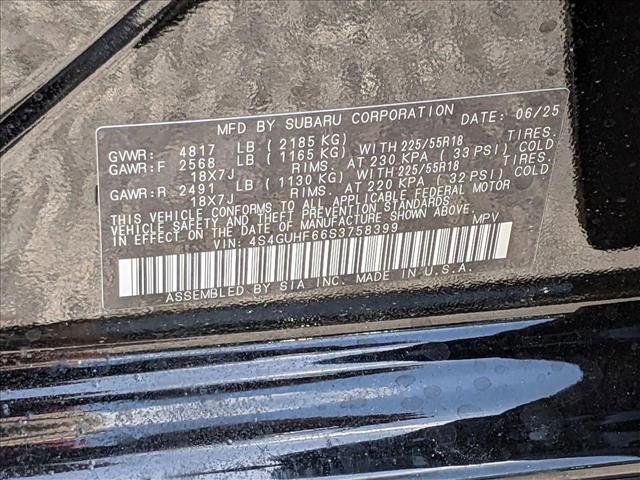 MFD BY SUBARU CORPORATION DATE: 06/25
GVWR: 4817 LB (2185 KG)
GAWR:F 2568 LB (1165 KG) WITH 225/55R18 TIRES.
18X7J RIMS. AT 230 KPA (33 PSI) COLD
GAWR:R 2491 LB (1130 KG) WITH 225/55R18 TIRES.
18X7J RIMS. AT 220 KPA (32 PSI) COLD
THIS VEHICLE CONFORMS TO ALL APPLICABLE FEDERAL MOTOR
VEHICLE SAFETY AND THEFT PREVENTION STANDARDS
IN EFFECT ON THE DATE OF MANUFACTURE SHOWN ABOVE.
VIN: 4S4GUHF66S3758399 MPV
ASSEMBLED BY SIA INC. MADE IN U.S.A.